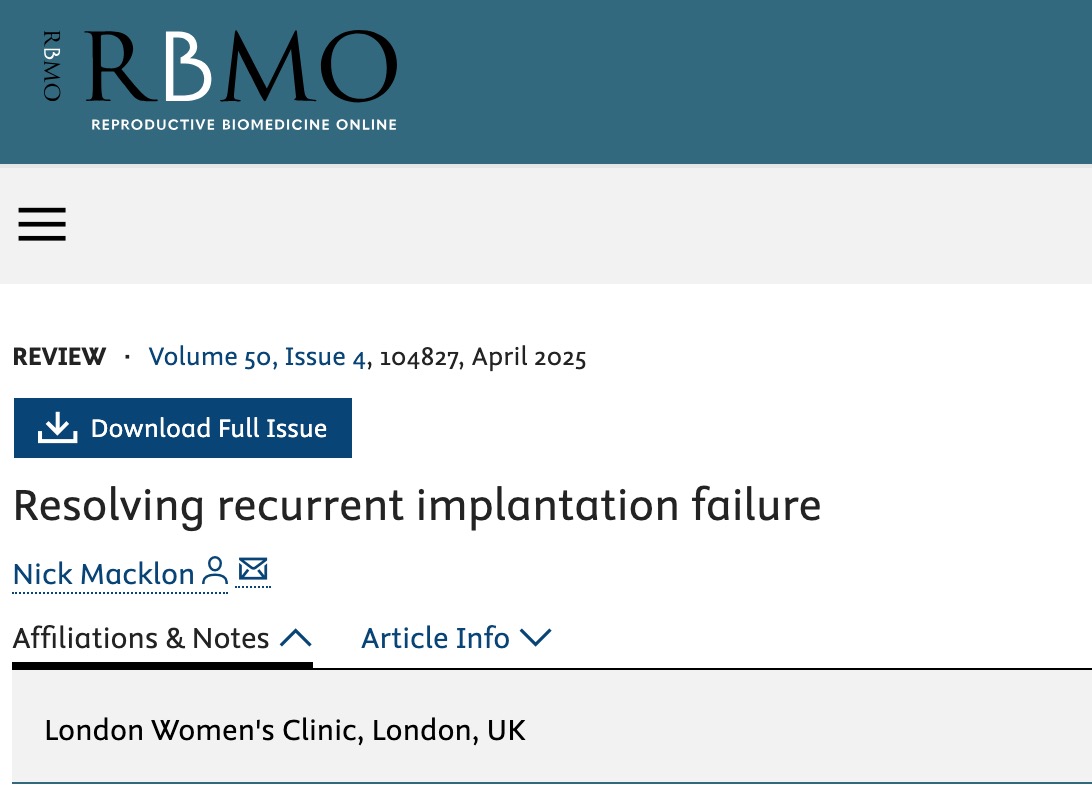 RBMO
RBMO
REPRODUCTIVE BIOMEDICINE ONLINE
REVIEW · Volume 50, Issue 4, 104827, April 2025
Download Full Issue
Resolving recurrent implantation failure
Nick Macklon
Affiliations & Notes Article Info
London Women's Clinic, London, UK